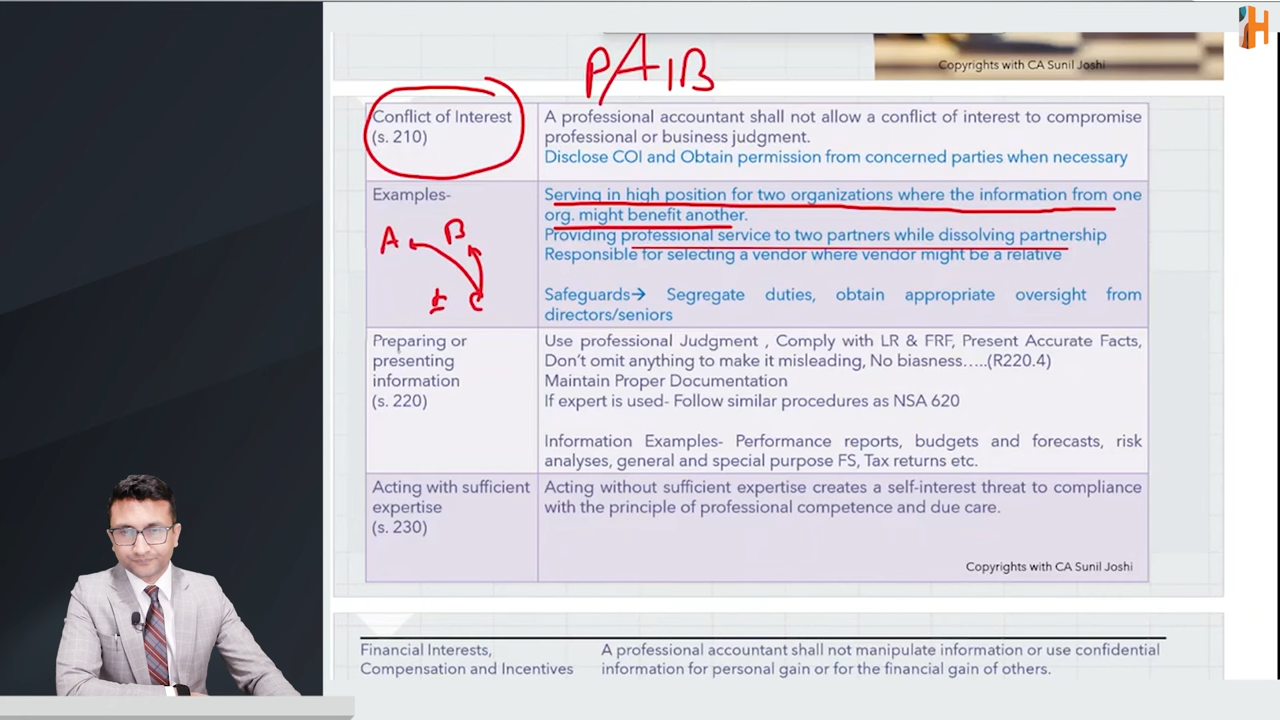 H
Copyrights with CA Sunil Joshi
PAIB
Conflict of Interest
(s. 210)
A professional accountant shall not allow a conflict of interest to compromise
professional or business judgment.
Disclose COI and Obtain permission from concerned parties when necessary
Examples-
A B
C
Serving in high position for two organizations where the information from one
org. might benefit another.
Providing professional service to two partners while dissolving partnership
Responsible for selecting a vendor where vendor might be a relative
Safeguards→ Segregate duties, obtain appropriate oversight from
directors/seniors
Preparing or
presenting
information
(s. 220)
Use professional Judgment , Comply with LR & FRF, Present Accurate Facts,
Don't omit anything to make it misleading, No biasness.....(R220.4)
Maintain Proper Documentation
If expert is used- Follow similar procedures as NSA 620
Information Examples- Performance reports, budgets and forecasts, risk
analyses, general and special purpose FS, Tax returns etc.
Acting with sufficient
expertise
(s. 230)
Acting without sufficient expertise creates a self-interest threat to compliance
with the principle of professional competence and due care.
Copyrights with CA Sunil Joshi
Financial Interests,
Compensation and Incentives
A professional accountant shall not manipulate information or use confidential
information for personal gain or for the financial gain of others.